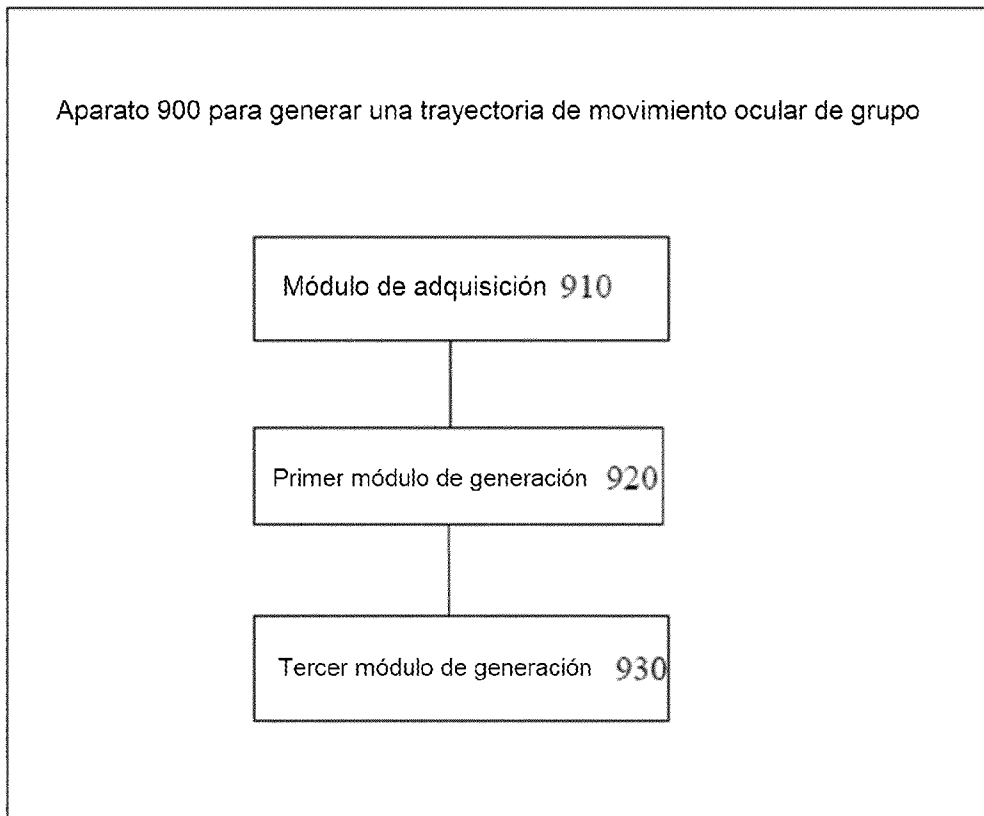 Aparato 900 para generar una trayectoria de movimiento ocular de grupo
Módulo de adquisición 910
Primer módulo de generación 920
Tercer módulo de generación 930